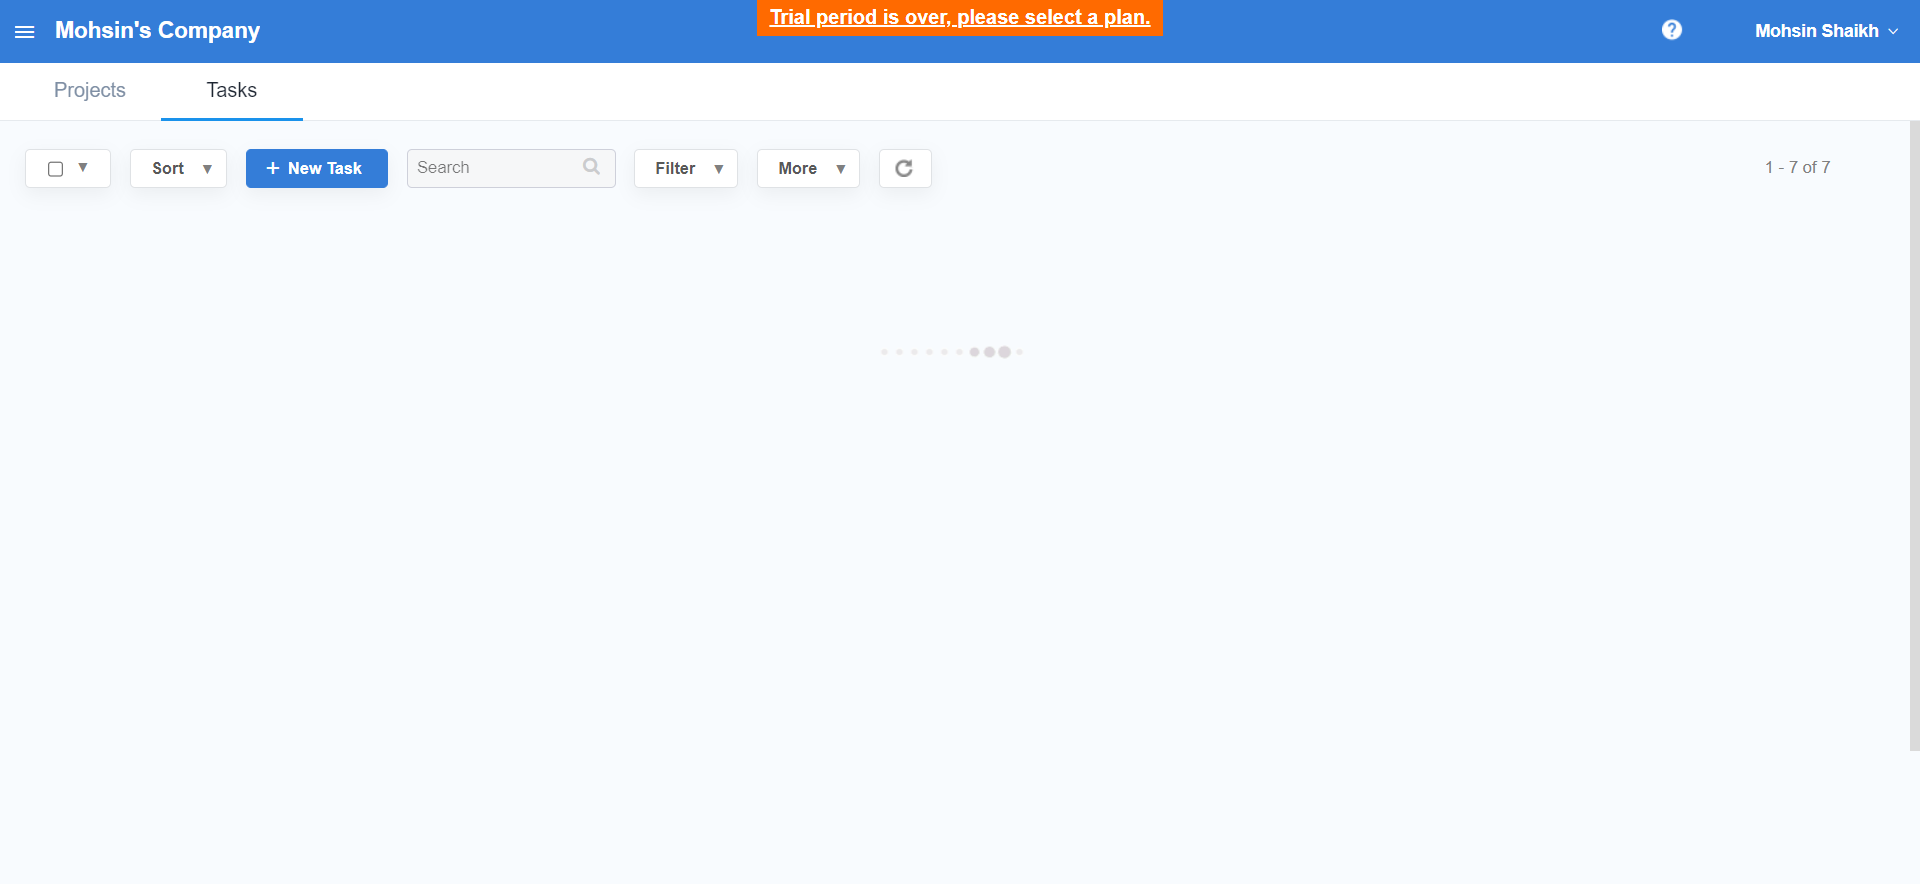 Mohsin's Company
Trial period is over, please select a plan.
?
Mohsin Shaikh
Projects
Tasks
Sort ▼
+ New Task
Search
Filter ▼
More ▼
1 - 7 of 7